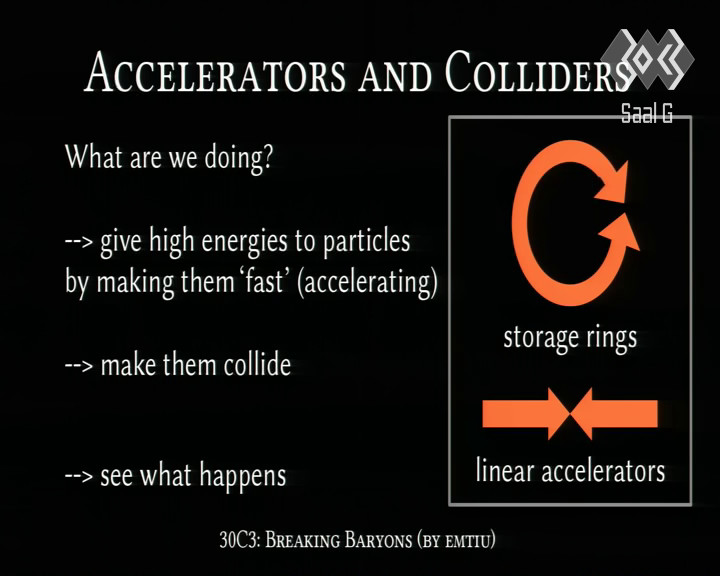 Accelerators and Colliders
Saal G
What are we doing?
--> give high energies to particles
by making them ‘fast’ (accelerating)
--> make them collide
--> see what happens
storage rings
linear accelerators
30C3: Breaking Baryons (by emtiu)